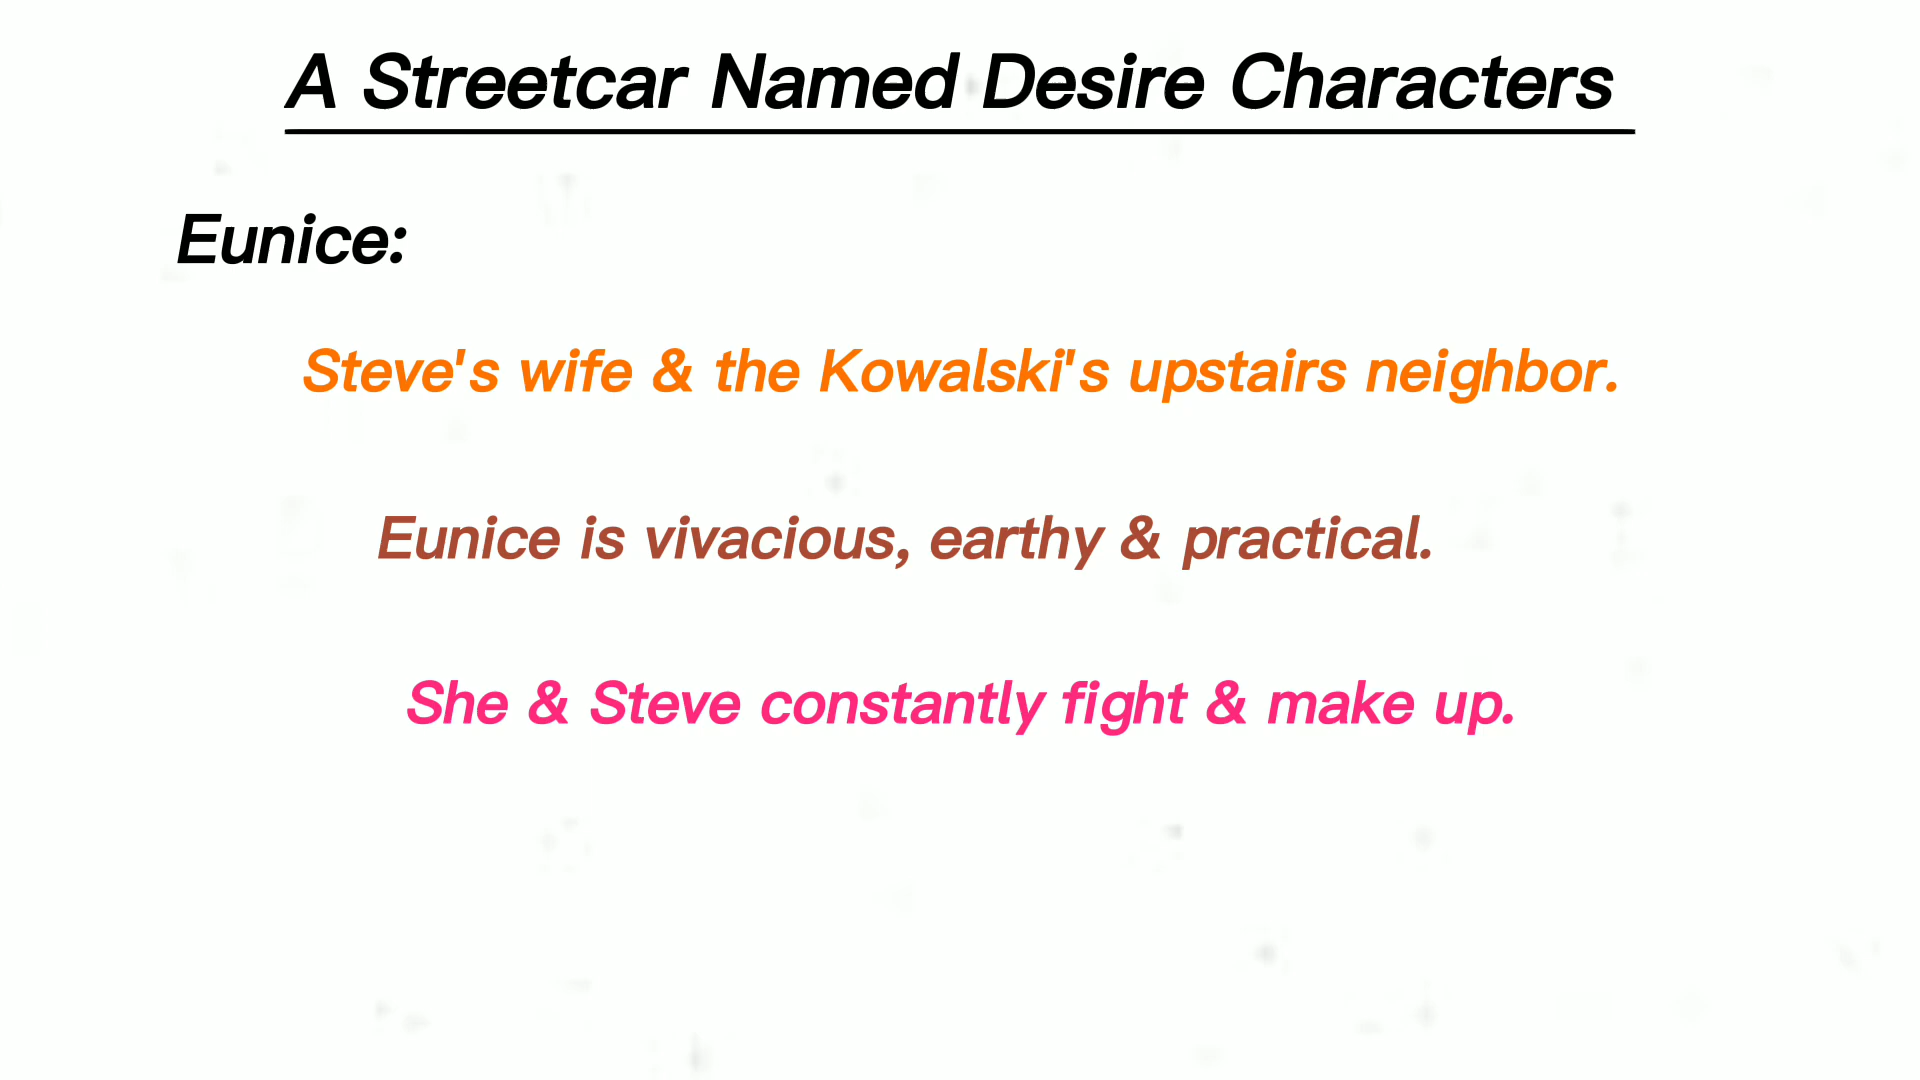 A Streetcar Named Desire Characters
Eunice:
Steve's wife & the Kowalski's upstairs neighbor.
Eunice is vivacious, earthy & practical.
She & Steve constantly fight & make up.